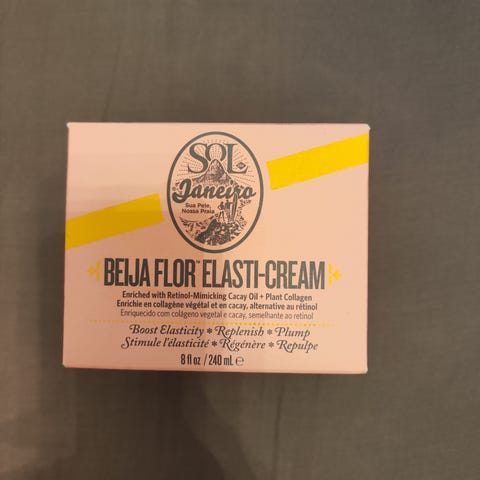 SOL
de
Janeiro
Sua Pele,
Nossa Praia
BEIJA FLOR™ ELASTI-CREAM
Enriched with Retinol-Mimicking Cacay Oil + Plant Collagen
Enrichie en collagène végétal et en cacay, alternative au rétinol
Enriquecido com colágeno vegetal e cacay, semelhante ao retinol
Boost Elasticity * Replenish * Plump
Stimule l'élasticité * Régénère * Repulpe
8 fl oz / 240 mL ℮